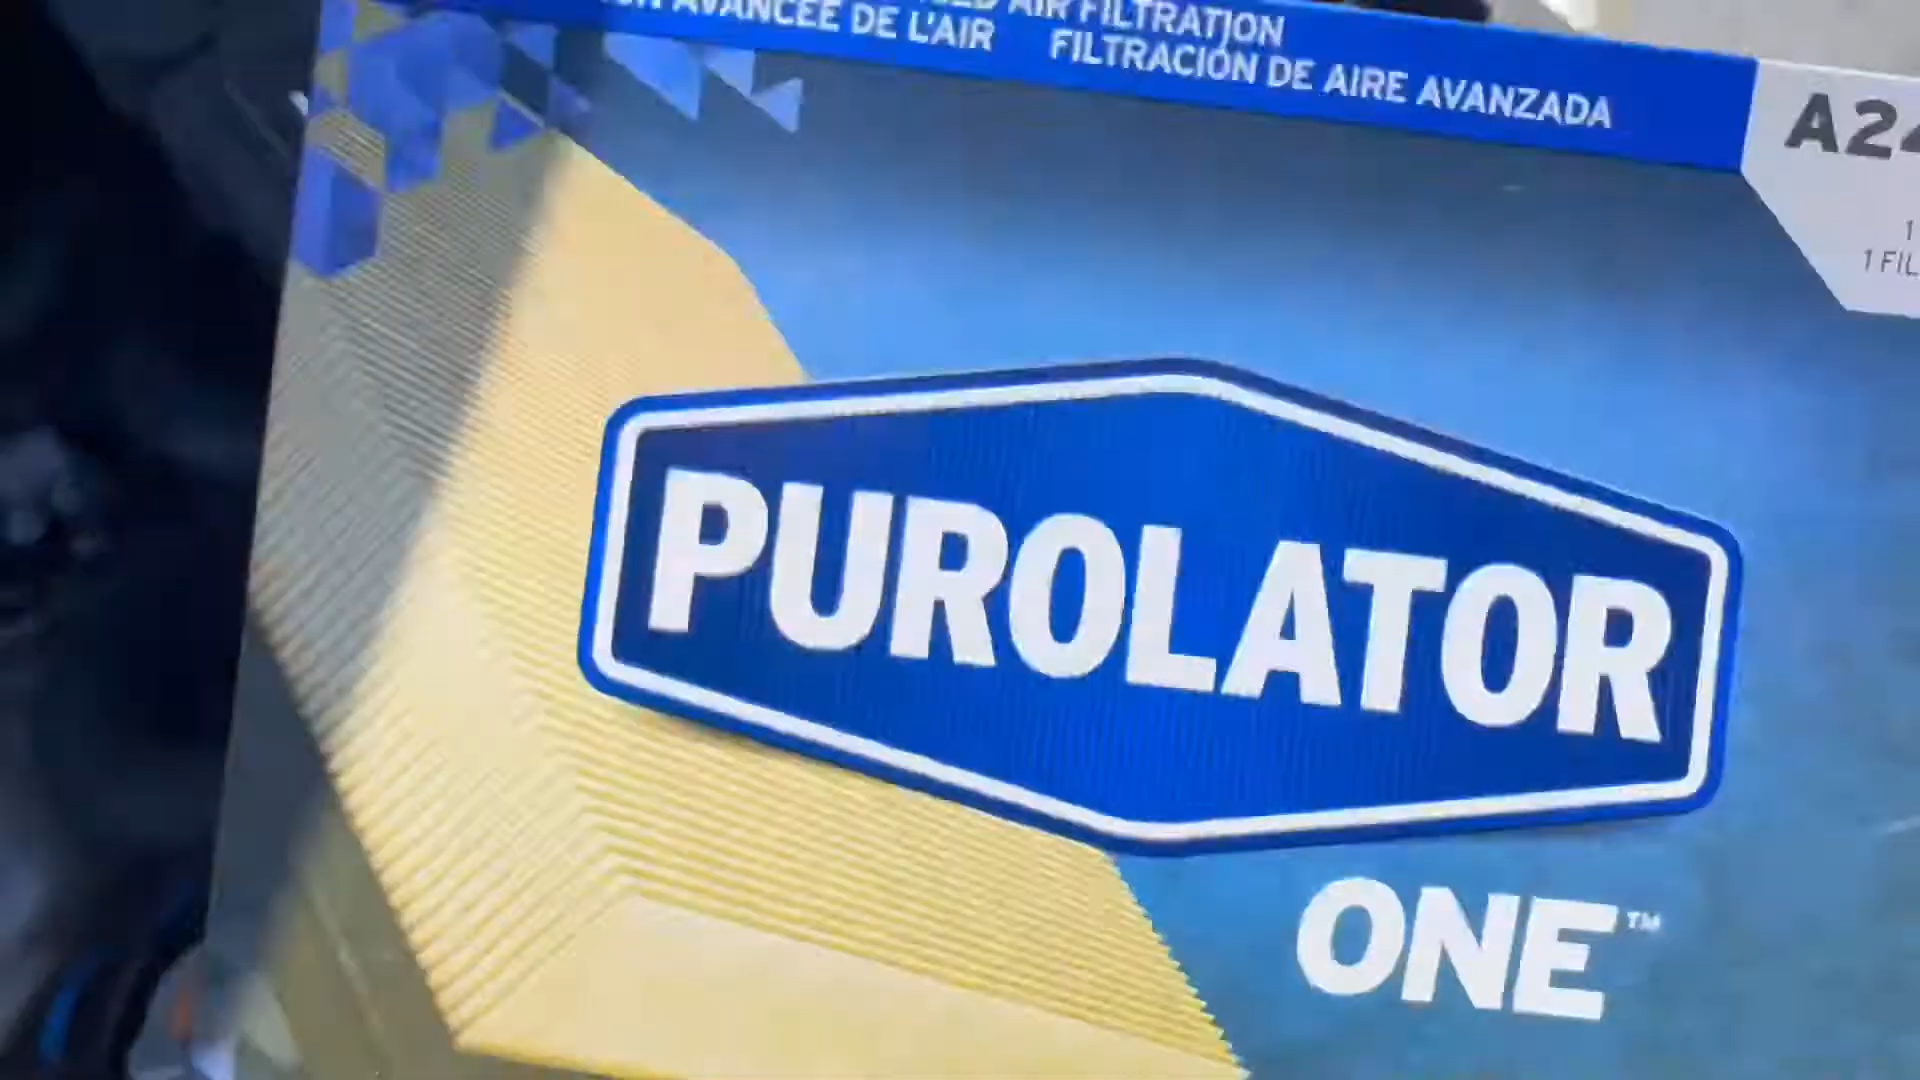 AIR FILTRATION
AVANCÉE DE L'AIR
FILTRACIÓN DE AIRE AVANZADA
PUROLATOR
ONE™